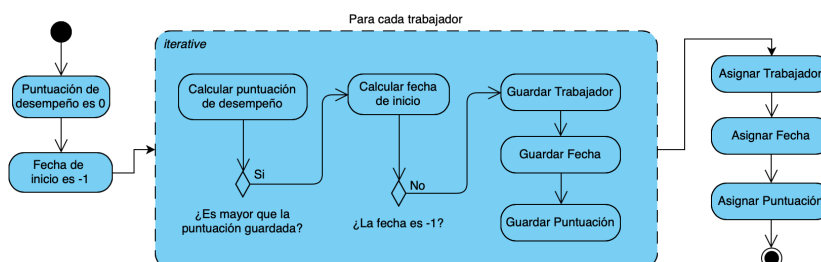 Para cada trabajador
iterative
Puntuación de
desempeño es 0
Fecha de
inicio es -1
Calcular puntuación
de desempeño
Si
¿Es mayor que la
puntuación guardada?
Calcular fecha
de inicio
No
¿La fecha es -1?
Guardar Trabajador
Guardar Fecha
Guardar Puntuación
Asignar Trabajador
Asignar Fecha
Asignar Puntuación